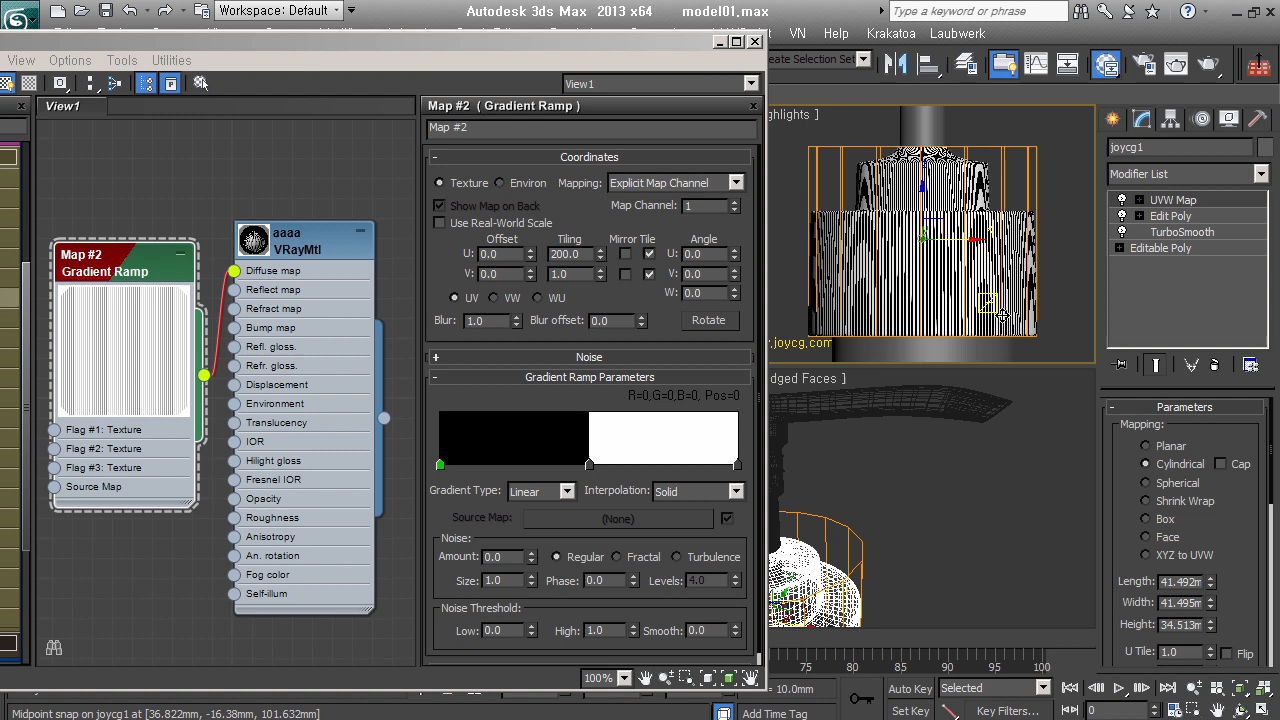 Workspace: Default
Autodesk 3ds Max 2013 x64 model01.max
Type a keyword or phrase
View Options Tools Utilities
VN Help Krakatoa Laubwerk
View1
View1
Map #2 ( Gradient Ramp )
Map #2
Coordinates
Texture Environ Mapping: Explicit Map Channel
Show Map on Back Map Channel: 1
Use Real-World Scale
Offset Tiling Mirror Tile Angle
U: 0.0 200.0 U: 0.0
V: 0.0 1.0 V: 0.0
UV VW WU W: 0.0
Blur: 1.0 Blur offset: 0.0 Rotate
Noise
Gradient Ramp Parameters
R=0,G=0,B=0, Pos=0
Gradient Type: Linear Interpolation: Solid
Source Map: (None)
Noise:
Amount: 0.0 Regular Fractal Turbulence
Size: 1.0 Phase: 0.0 Levels: 4.0
Noise Threshold:
Low: 0.0 High: 1.0 Smooth: 0.0
Map #2
Gradient Ramp
Flag #1: Texture
Flag #2: Texture
Flag #3: Texture
Source Map
aaaa
VRayMtl
Diffuse map
Reflect map
Refract map
Bump map
Refl. gloss.
Refr. gloss.
Displacement
Environment
Translucency
IOR
Hilight gloss
Fresnel IOR
Opacity
Roughness
Anisotropy
An. rotation
Fog color
Self-illum
100%
Create Selection Set
ghlights ]
.joycg.com
dged Faces ]
joycg1
Modifier List
UVW Map
Edit Poly
TurboSmooth
Editable Poly
Parameters
Mapping:
Planar
Cylindrical Cap
Spherical
Shrink Wrap
Box
Face
XYZ to UVW
Length: 41.492m
Width: 41.495m
Height: 34.513m
U Tile: 1.0 Flip
75 80 85 90 95 100
= 10.0mm Auto Key Selected
Midpoint snap on joycg1 at [36.822mm, -16.38mm, 101.632mm]
Add Time Tag Set Key Key Filters... 0